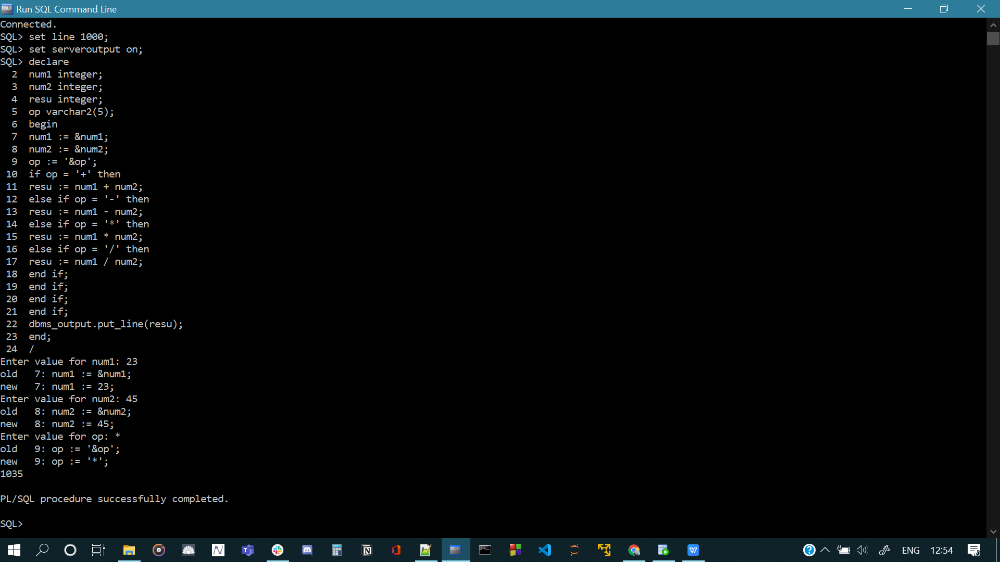 Run SQL Command Line
Connected.
SQL> set line 1000;
SQL> set serveroutput on;
SQL> declare
  2  num1 integer;
  3  num2 integer;
  4  resu integer;
  5  op varchar2(5);
  6  begin
  7  num1 := &num1;
  8  num2 := &num2;
  9  op := '&op';
 10  if op = '+' then
 11  resu := num1 + num2;
 12  else if op = '-' then
 13  resu := num1 - num2;
 14  else if op = '*' then
 15  resu := num1 * num2;
 16  else if op = '/' then
 17  resu := num1 / num2;
 18  end if;
 19  end if;
 20  end if;
 21  end if;
 22  dbms_output.put_line(resu);
 23  end;
 24  /
Enter value for num1: 23
old   7: num1 := &num1;
new   7: num1 := 23;
Enter value for num2: 45
old   8: num2 := &num2;
new   8: num2 := 45;
Enter value for op: *
old   9: op := '&op';
new   9: op := '*';
1035
PL/SQL procedure successfully completed.
SQL>
ENG 12:54